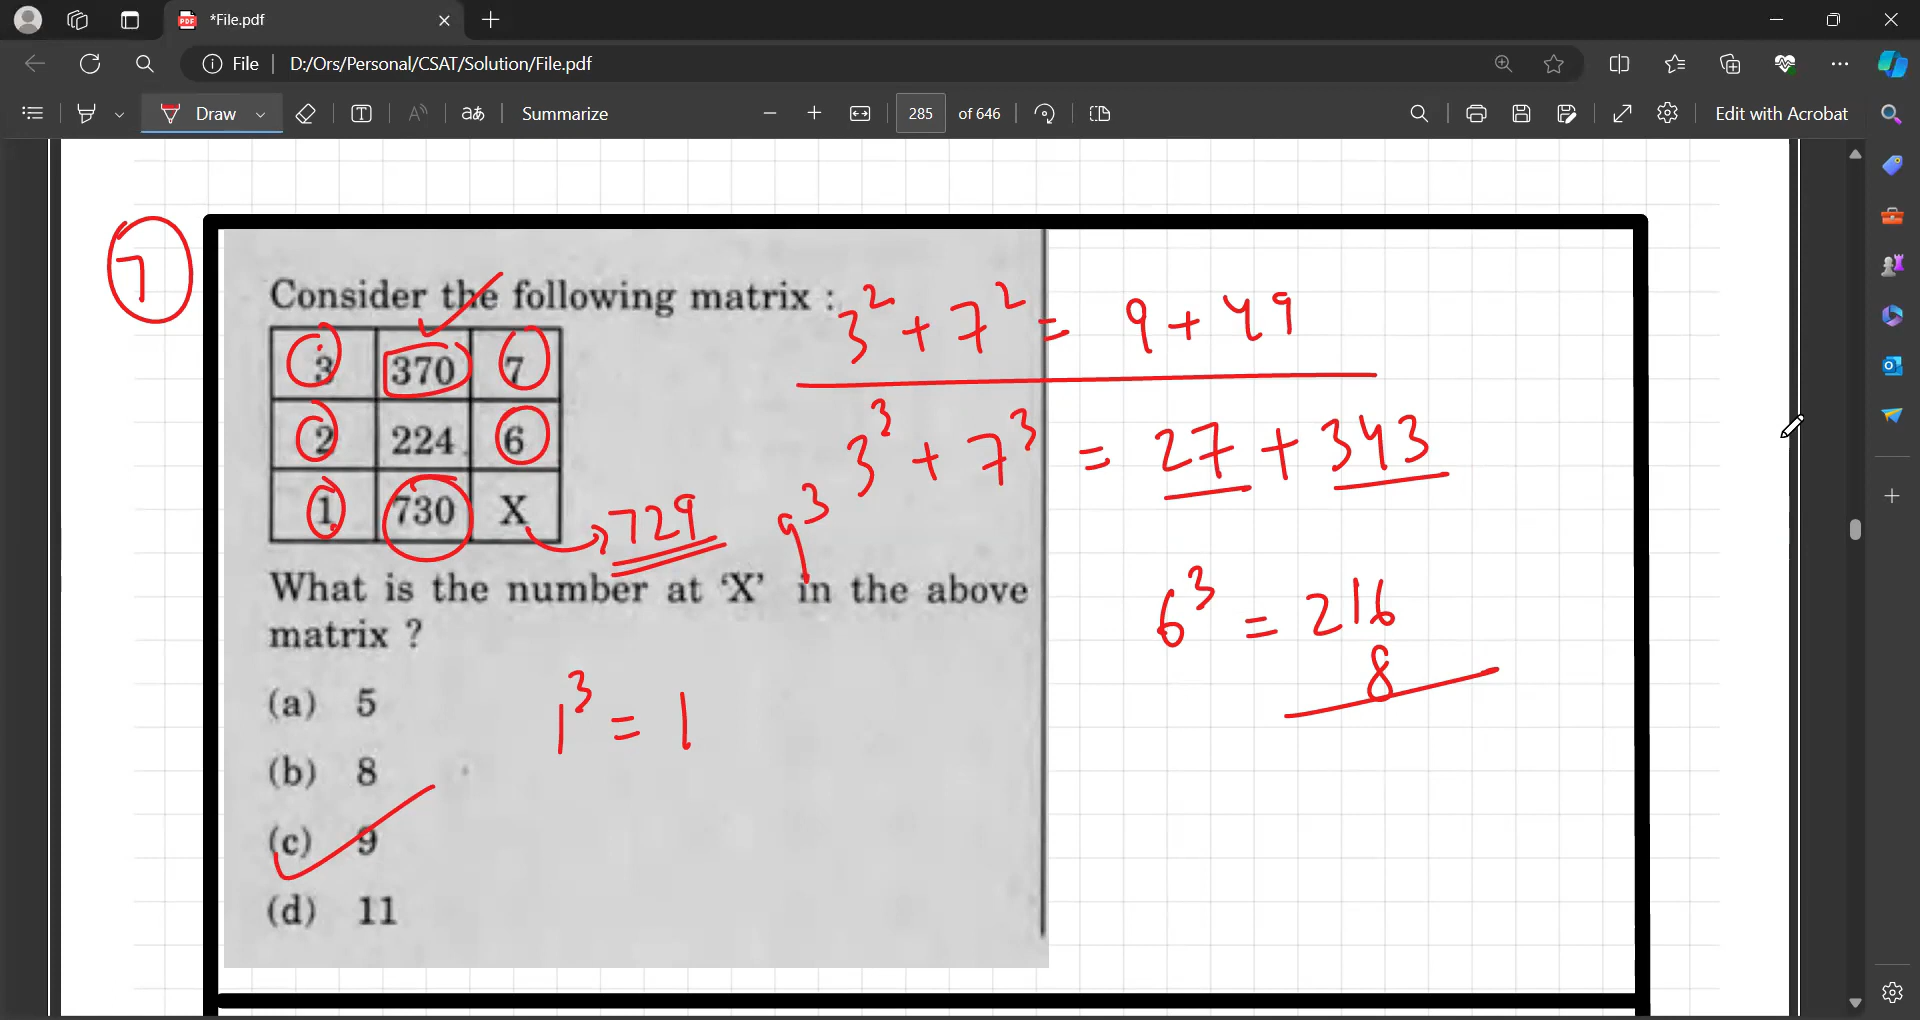 *File.pdf
File D:/Ors/Personal/CSAT/Solution/File.pdf
Draw aあ Summarize 285 of 646 Edit with Acrobat
7
Consider the following matrix :
3 370 7
2 224 6
1 730 X
What is the number at ‘X’ in the above
matrix ?
(a) 5
(b) 8
(c) 9
(d) 11
3² + 7² = 9 + 49
3³ + 7³ = 27 + 343
729 9³
6³ = 216
8
1³ = 1